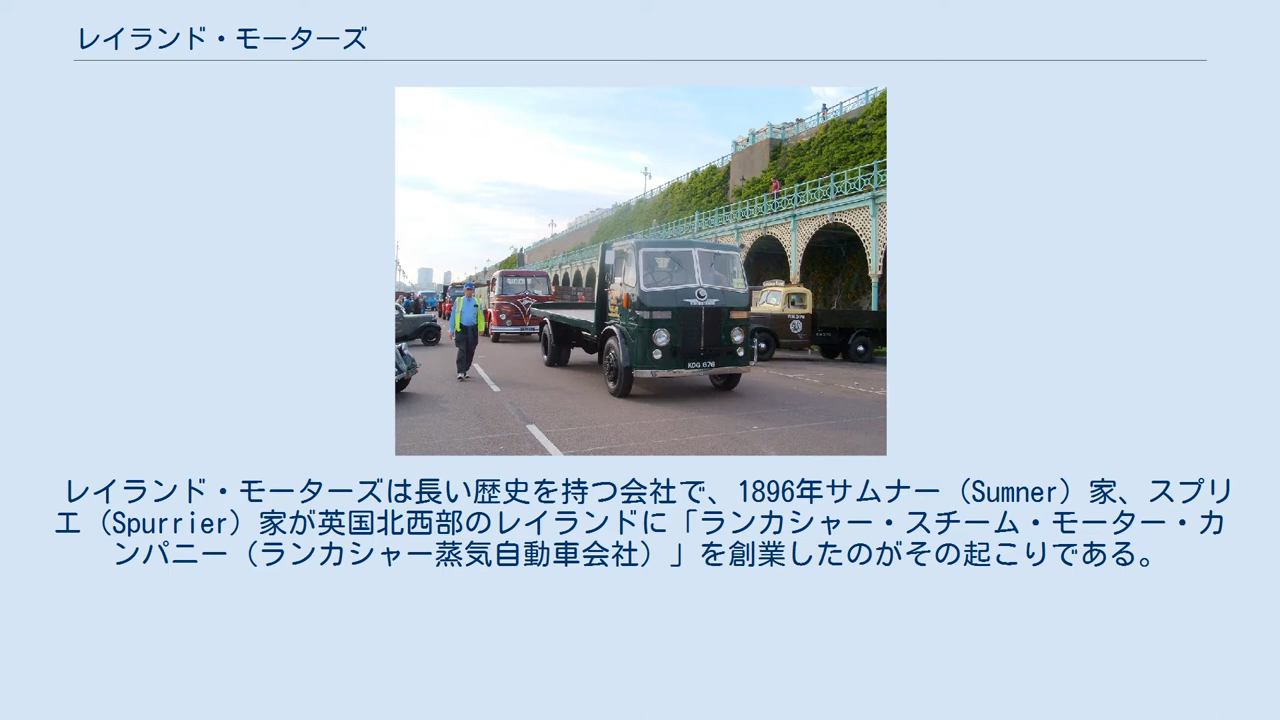 レイランド・モーターズ
KDG 676
レイランド・モーターズは長い歴史を持つ会社で、1896年サムナー（Sumner）家、スプリ
エ（Spurrier）家が英国北西部のレイランドに「ランカシャー・スチーム・モーター・カ
ンパニー（ランカシャー蒸気自動車会社）」を創業したのがその起こりである。